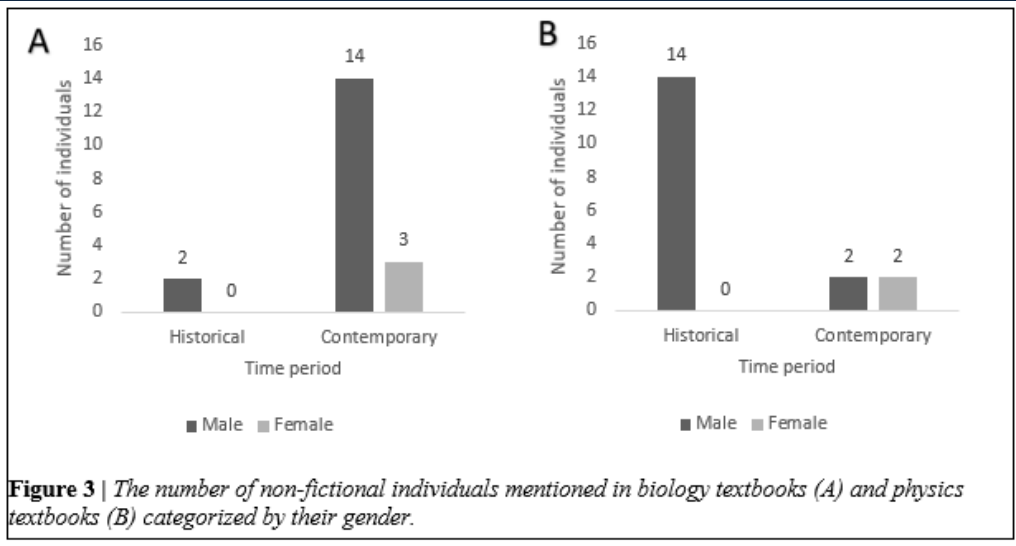 A
16
14
12
10
8
6
4
2
0
Number of individuals
2
0
14
3
Historical
Contemporary
Time period
Male Female
B
16
14
12
10
8
6
4
2
0
Number of individuals
14
0
2
2
Historical
Contemporary
Time period
Male Female
Figure 3 | The number of non-fictional individuals mentioned in biology textbooks (A) and physics
textbooks (B) categorized by their gender.